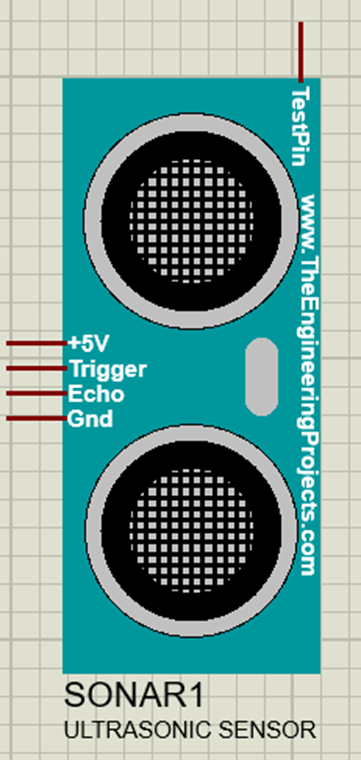 TestPin
www.TheEngineeringProjects.com
+5V
Trigger
Echo
Gnd
SONAR1
ULTRASONIC SENSOR